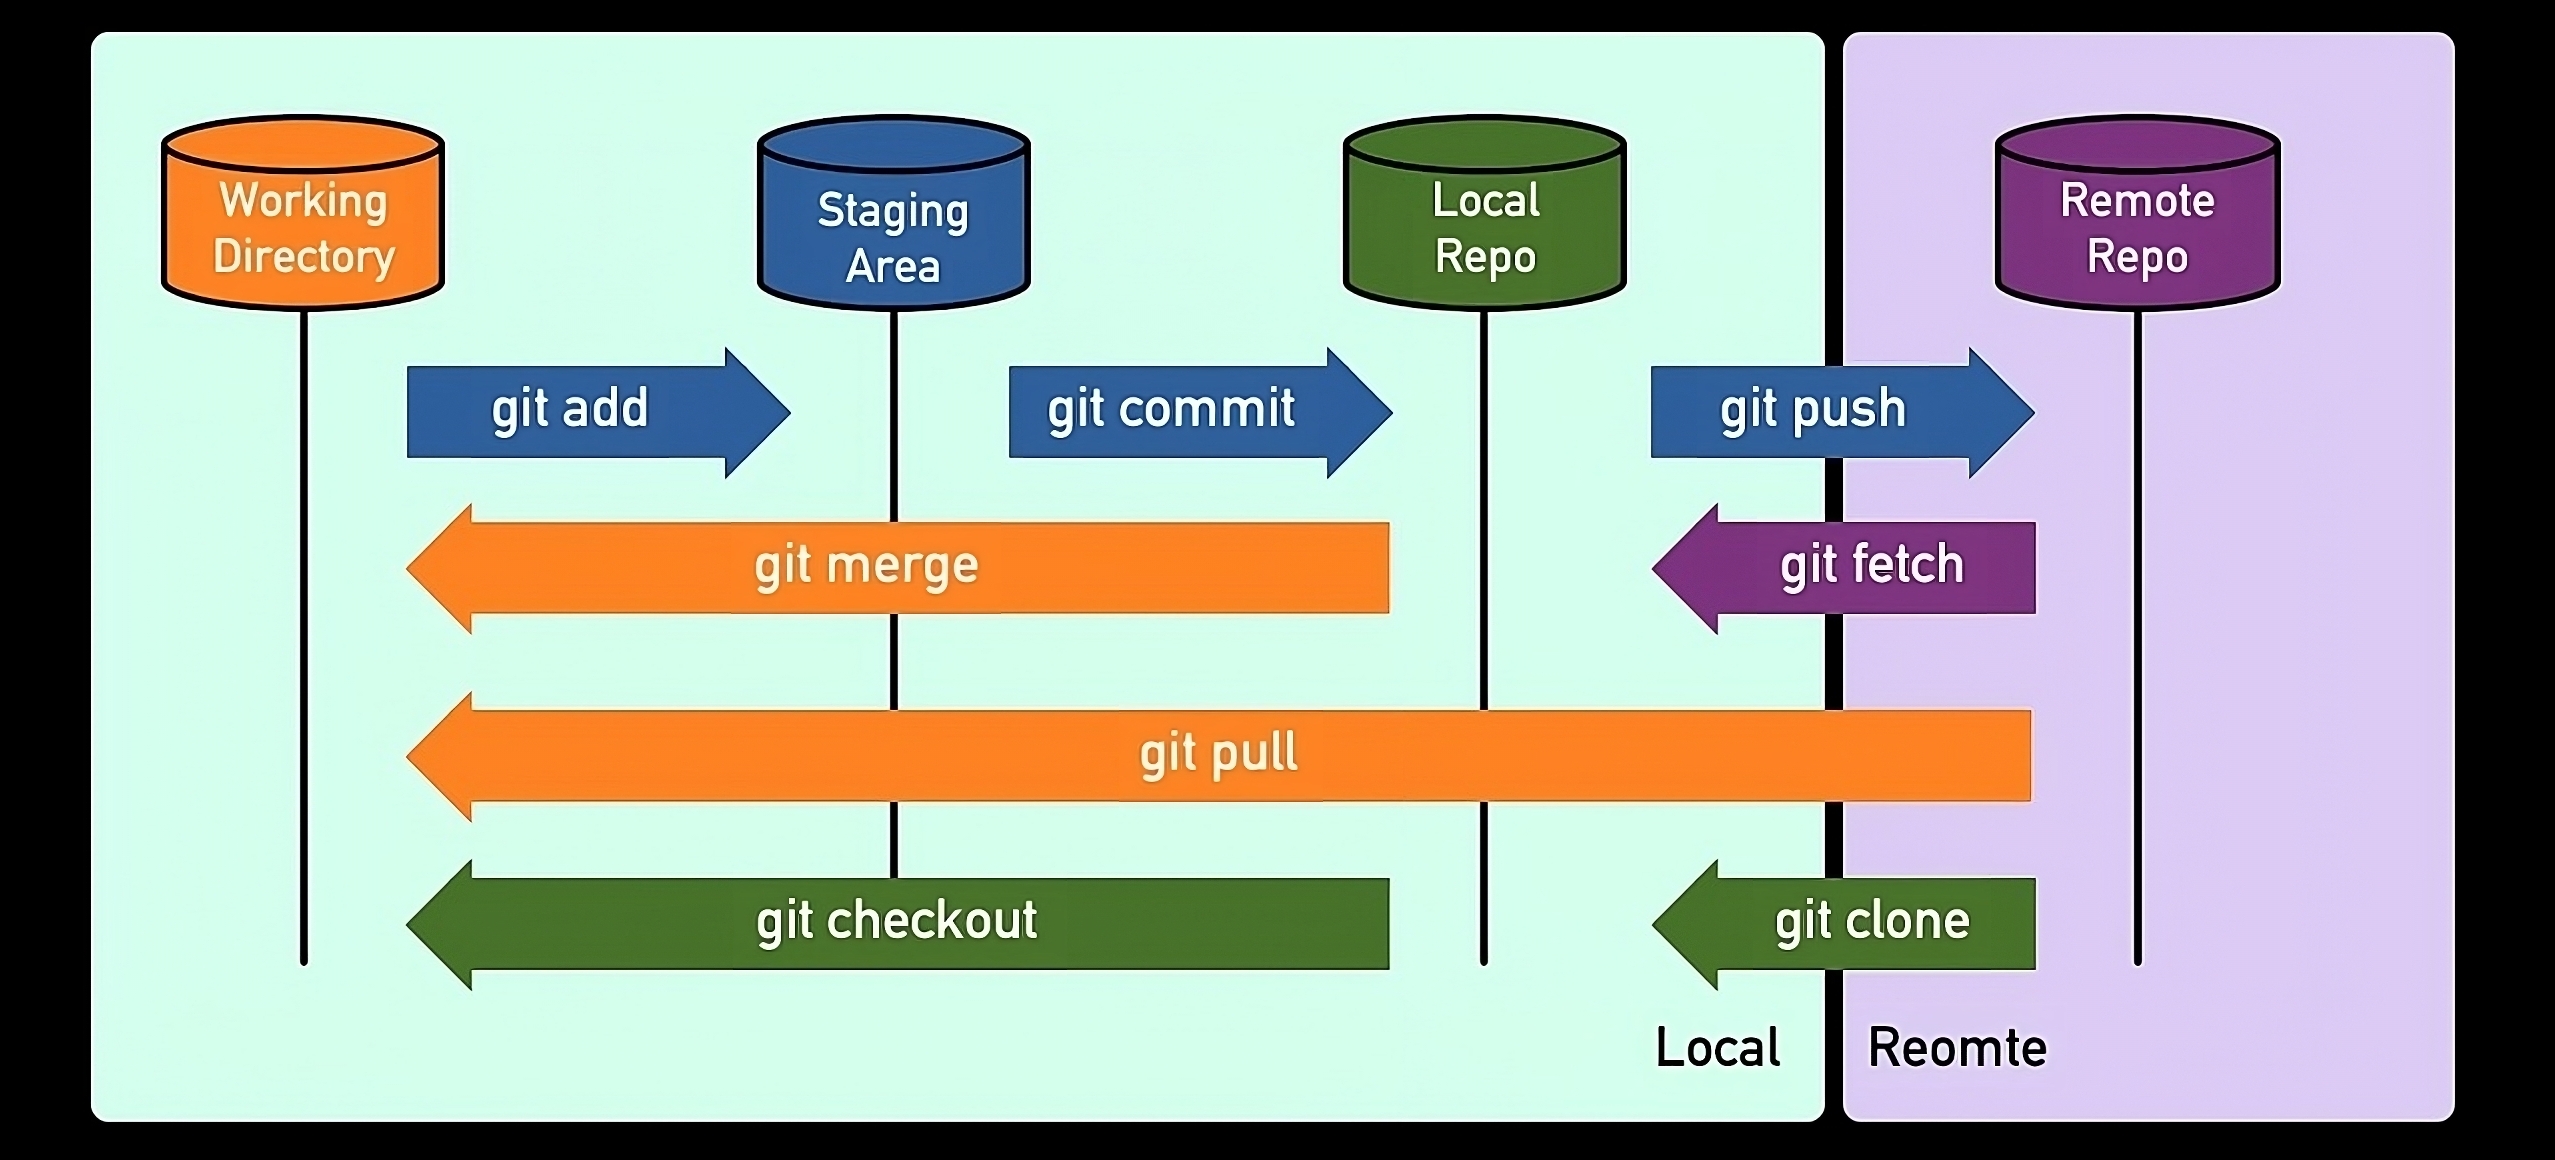 Working
Directory
Staging
Area
Local
Repo
Remote
Repo
git add
git commit
git push
git merge
git fetch
git pull
git checkout
git clone
Local
Reomte